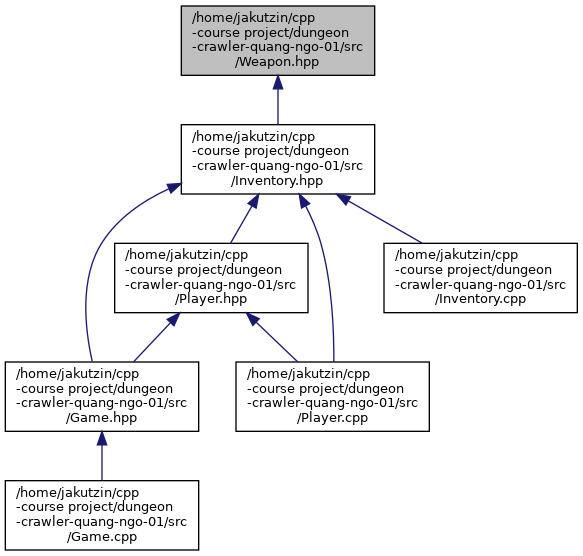 /home/jakutzin/cpp
-course project/dungeon
-crawler-quang-ngo-01/src
/Weapon.hpp
/home/jakutzin/cpp
-course project/dungeon
-crawler-quang-ngo-01/src
/Inventory.hpp
/home/jakutzin/cpp
-course project/dungeon
-crawler-quang-ngo-01/src
/Player.hpp
/home/jakutzin/cpp
-course project/dungeon
-crawler-quang-ngo-01/src
/Inventory.cpp
/home/jakutzin/cpp
-course project/dungeon
-crawler-quang-ngo-01/src
/Game.hpp
/home/jakutzin/cpp
-course project/dungeon
-crawler-quang-ngo-01/src
/Player.cpp
/home/jakutzin/cpp
-course project/dungeon
-crawler-quang-ngo-01/src
/Game.cpp